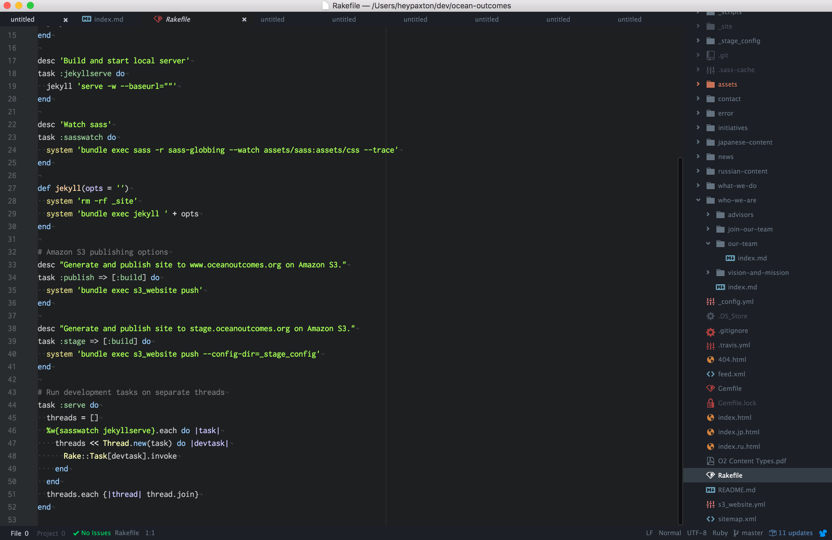 Rakefile — /Users/heypaxton/dev/ocean-outcomes
untitled
index.md
Rakefile
untitled
untitled
untitled
untitled
untitled
untitled
15 end
16
17 desc 'Build and start local server'
18 task :jekyllserve do
19 jekyll 'serve -w --baseurl=""'
20 end
21
22 desc 'Watch sass'
23 task :sasswatch do
24 system 'bundle exec sass -r sass-globbing --watch assets/sass:assets/css --trace'
25 end
26
27 def jekyll(opts = '')
28 system 'rm -rf _site'
29 system 'bundle exec jekyll ' + opts
30 end
31
32 # Amazon S3 publishing options
33 desc "Generate and publish site to www.oceanoutcomes.org on Amazon S3."
34 task :publish => [:build] do
35 system 'bundle exec s3_website push'
36 end
37
38 desc "Generate and publish site to stage.oceanoutcomes.org on Amazon S3."
39 task :stage => [:build] do
40 system 'bundle exec s3_website push --config-dir=_stage_config'
41 end
42
43 # Run development tasks on separate threads
44 task :serve do
45 threads = []
46 %w{sasswatch jekyllserve}.each do |task|
47 threads << Thread.new(task) do |devtask|
48 Rake::Task[devtask].invoke
49 end
50 end
51 threads.each {|thread| thread.join}
52 end
53
_scripts
_site
_stage_config
.git
.sass-cache
assets
contact
error
initiatives
japanese-content
news
russian-content
what-we-do
who-we-are
advisors
join-our-team
our-team
index.md
vision-and-mission
index.md
_config.yml
.DS_Store
.gitignore
.travis.yml
404.html
feed.xml
Gemfile
Gemfile.lock
index.html
index.jp.html
index.ru.html
O2 Content Types.pdf
Rakefile
README.md
s3_website.yml
sitemap.xml
File 0 Project 0 No Issues Rakefile 1:1
LF Normal UTF-8 Ruby master 11 updates